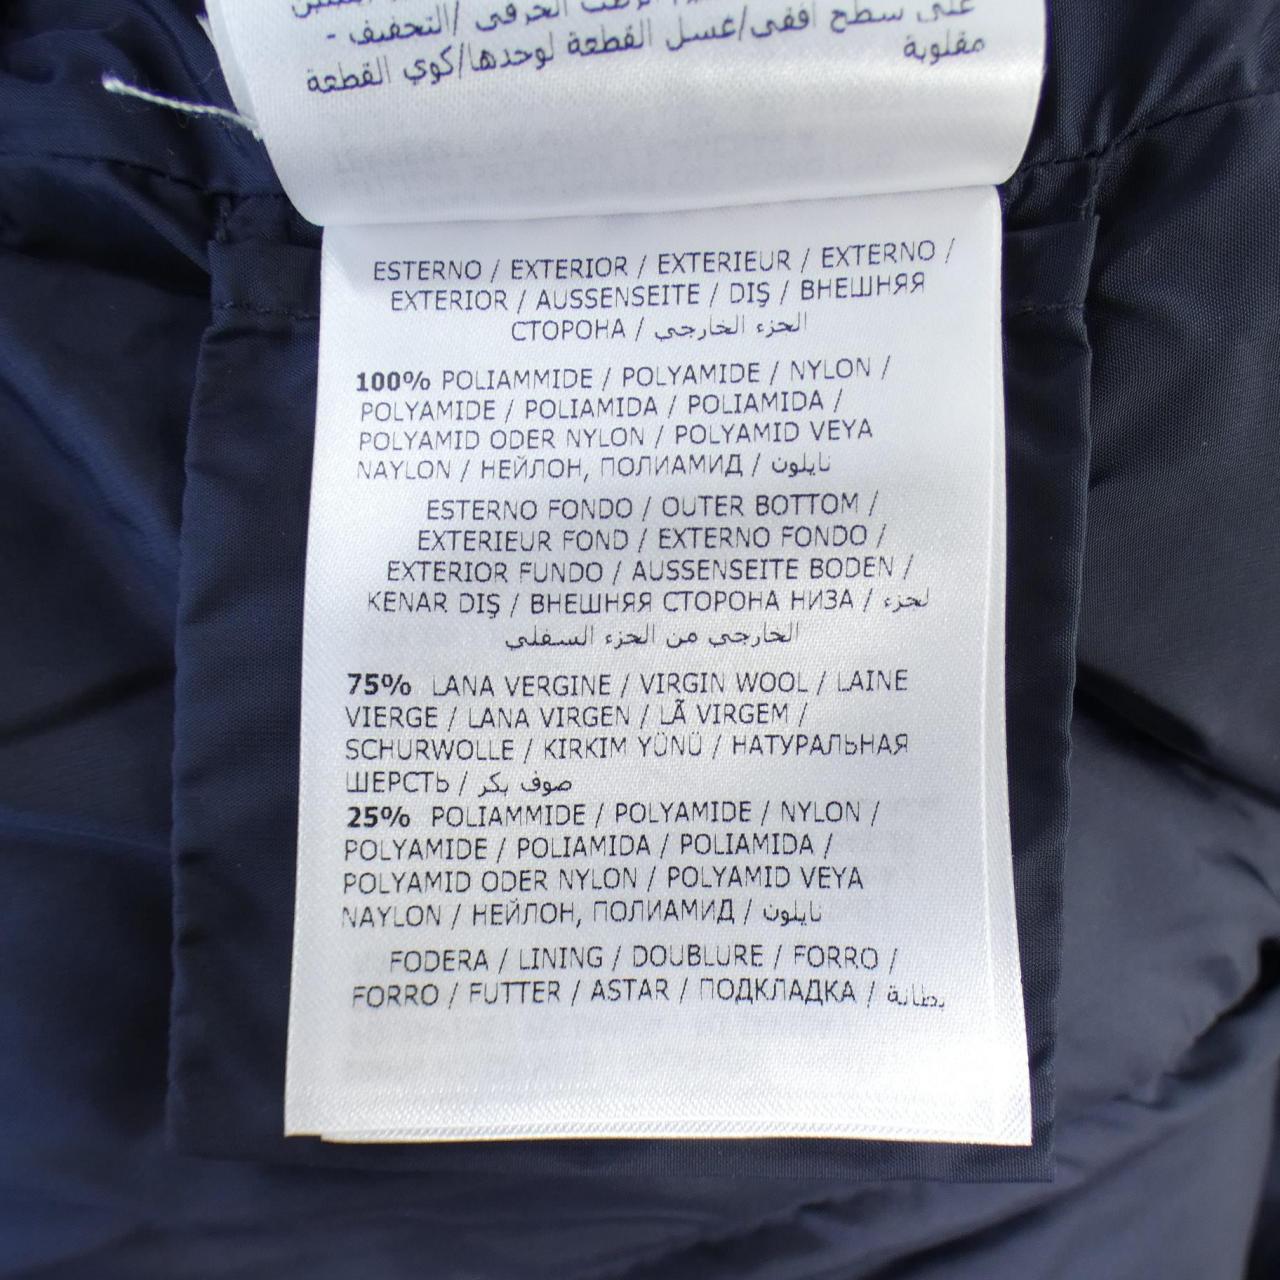 على سطح افقي/عسل القطعة لوحدها/كوي القطعة
مقلوبة
ESTERNO / EXTERIOR / EXTERIEUR / EXTERNO /
EXTERIOR / AUSSENSEITE / DIŞ / ВНЕШНЯЯ
СТОРОНА / الجزء الخارجي
100% POLIAMMIDE / POLYAMIDE / NYLON /
POLYAMIDE / POLIAMIDA / POLIAMIDA /
POLYAMID ODER NYLON / POLYAMID VEYA
NAYLON / НЕЙЛОН, ПОЛИАМИД / نايلون
ESTERNO FONDO / OUTER BOTTOM /
EXTERIEUR FOND / EXTERNO FONDO /
EXTERIOR FUNDO / AUSSENSEITE BODEN /
KENAR DIŞ / ВНЕШНЯЯ СТОРОНА НИЗА / لجزء
الخارجي من الجزء السفلي
75% LANA VERGINE / VIRGIN WOOL / LAINE
VIERGE / LANA VIRGEN / LÃ VIRGEM /
SCHURWOLLE / KIRKIM YÜNÜ / НАТУРАЛЬНАЯ
ШЕРСТЬ / صوف بكر
25% POLIAMMIDE / POLYAMIDE / NYLON /
POLYAMIDE / POLIAMIDA / POLIAMIDA /
POLYAMID ODER NYLON / POLYAMID VEYA
NAYLON / НЕЙЛОН, ПОЛИАМИД / نايلون
FODERA / LINING / DOUBLURE / FORRO /
FORRO / FUTTER / ASTAR / ПОДКЛАДКА / بطانة